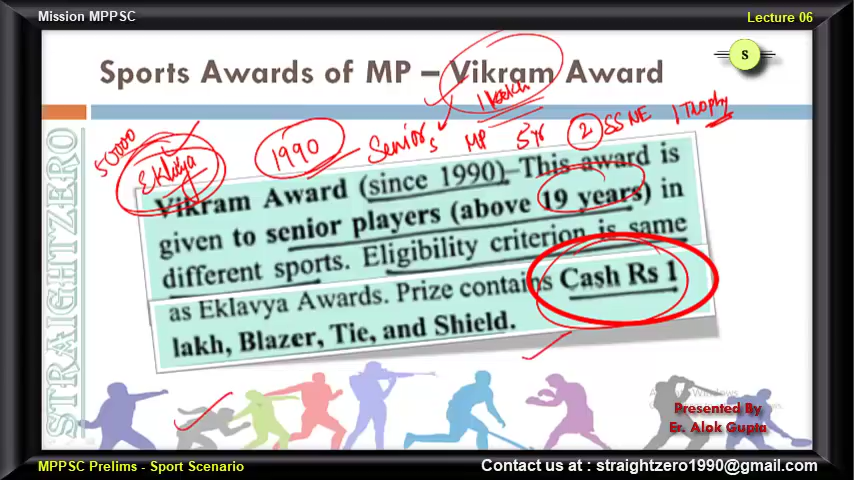 Mission MPPSC
Lecture 06
Sports Awards of MP – Vikram Award
S
1 lakh
50000
Eklavya
1990
Seniors
MP
5 yr
2
SSNE
1 Trophy
Vikram Award (since 1990)–This award is
given to senior players (above 19 years) in
different sports. Eligibility criterion is same
as Eklavya Awards. Prize contains Cash Rs 1
lakh, Blazer, Tie, and Shield.
STRAIGHTZERO
Presented By
Er. Alok Gupta
MPPSC Prelims - Sport Scenario
Contact us at : straightzero1990@gmail.com